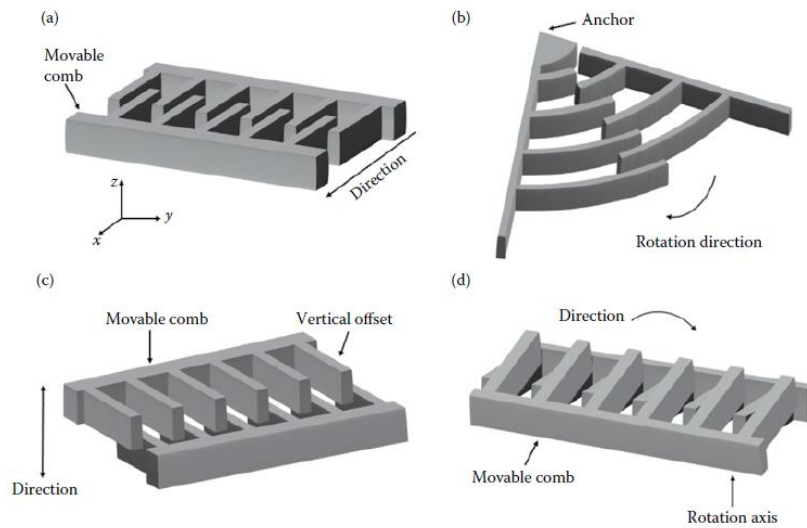 (a)
Movable
comb
Direction
z
y
x
(b)
Anchor
Rotation direction
(c)
Movable comb
Vertical offset
Direction
(d)
Direction
Movable comb
Rotation axis